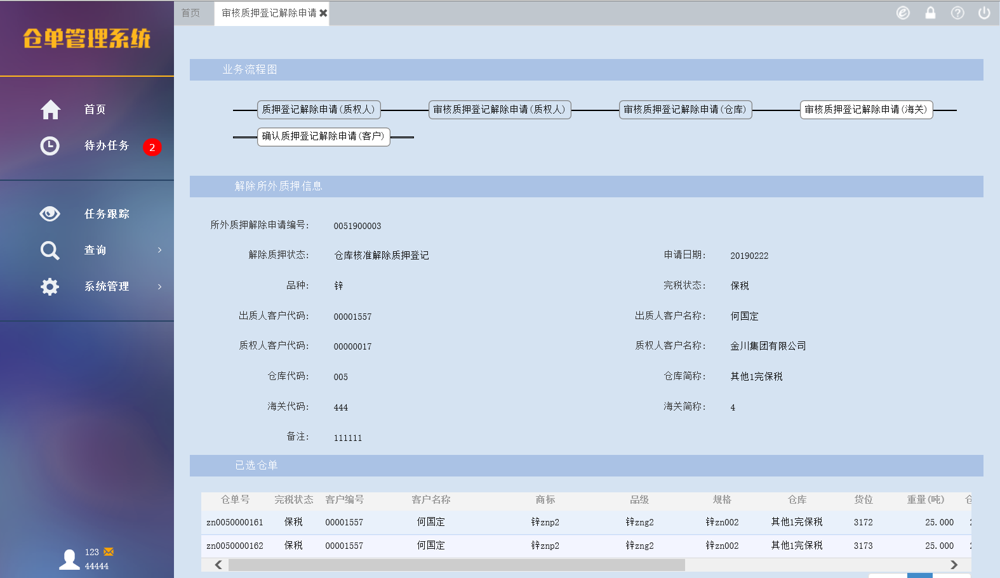 仓单管理系统
首页
待办任务 2
任务跟踪
查询
系统管理
123
44444
首页 审核质押登记解除申请
业务流程图
质押登记解除申请(质权人) 审核质押登记解除申请(质权人) 审核质押登记解除申请(仓库) 审核质押登记解除申请(海关)
确认质押登记解除申请(客户)
解除所外质押信息
所外质押解除申请编号: 0051900003
解除质押状态: 仓库核准解除质押登记 申请日期: 20190222
品种: 锌 完税状态: 保税
出质人客户代码: 00001557 出质人客户名称: 何国定
质权人客户代码: 00000017 质权人客户名称: 金川集团有限公司
仓库代码: 005 仓库简称: 其他1完保税
海关代码: 444 海关简称: 4
备注: 111111
已选仓单
仓单号 完税状态 客户编号 客户名称 商标 品级 规格 仓库 货位 重量(吨)
zn0050000161 保税 00001557 何国定 锌znp2 锌zng2 锌zn002 其他1完保税 3172 25.000
zn0050000162 保税 00001557 何国定 锌znp2 锌zng2 锌zn002 其他1完保税 3173 25.000